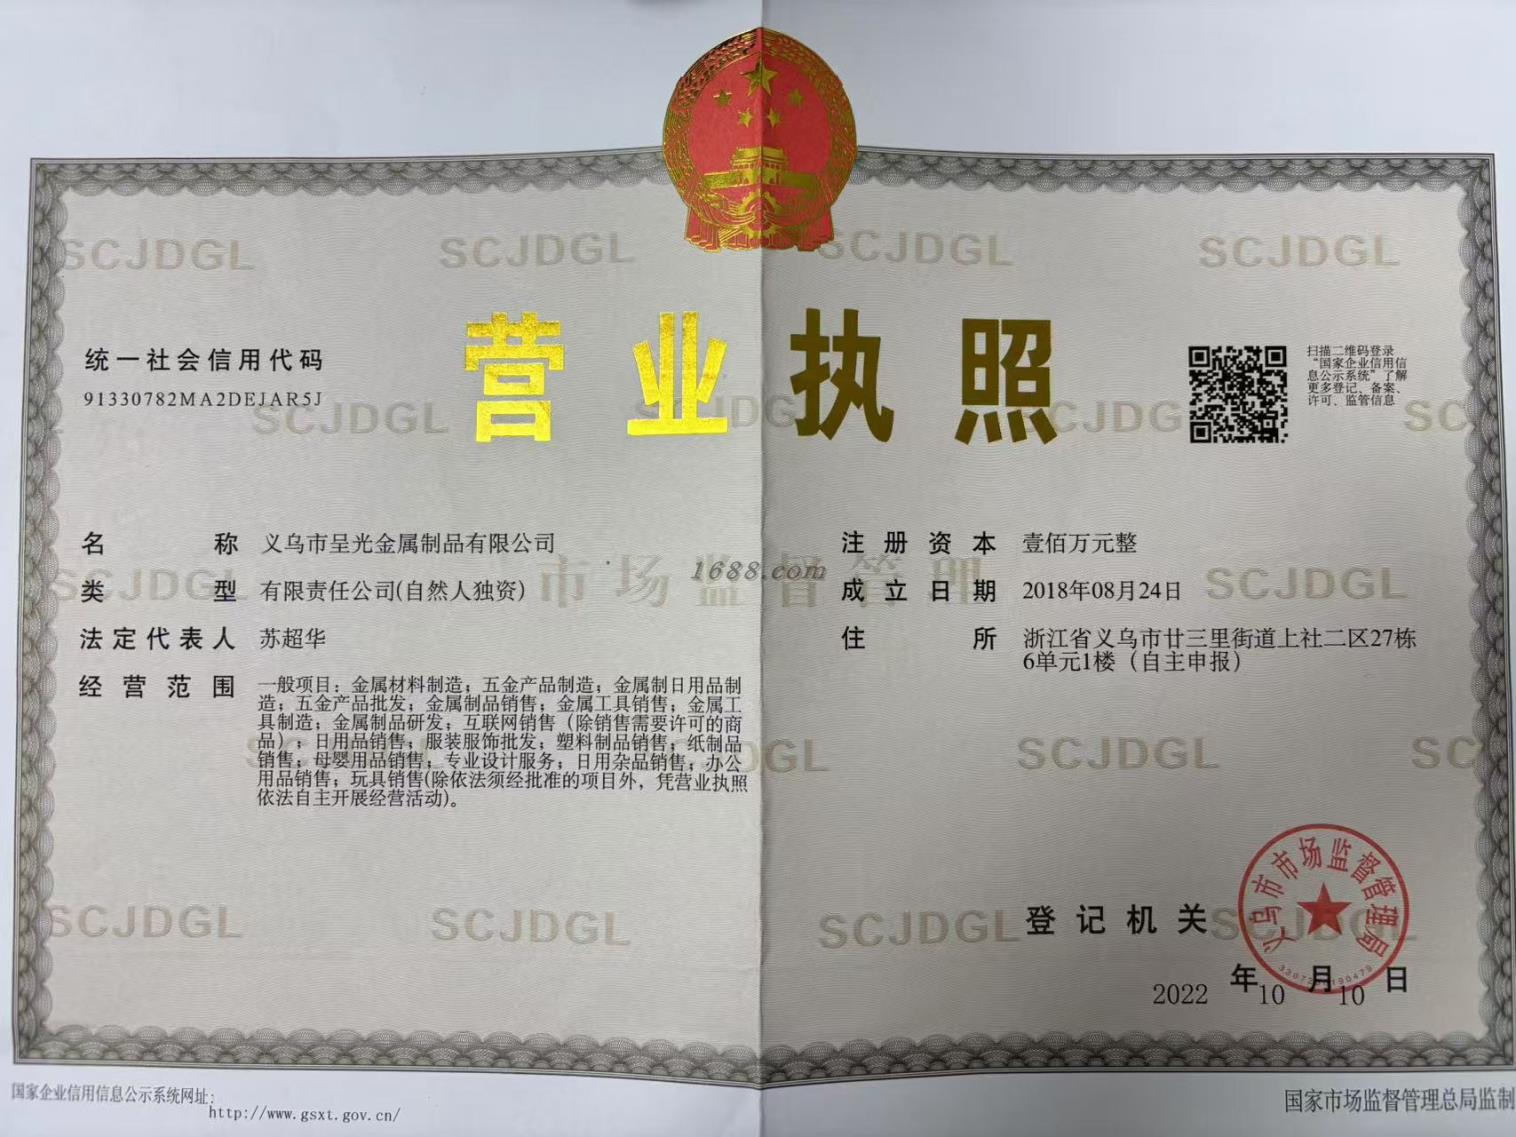 营业执照
统一社会信用代码
91330782MA2DEJAR5J
扫描二维码登录
“国家企业信用信
息公示系统”了解
更多登记、备案、
许可、监管信息
名称 义乌市呈光金属制品有限公司
类型 有限责任公司(自然人独资)
法定代表人 苏超华
经营范围 一般项目：金属材料制造；五金产品制造；金属制日用品制
造；五金产品批发；金属制品销售；金属工具销售；金属工
具制造；金属制品研发；互联网销售（除销售需要许可的商
品）；日用品销售；服装服饰批发；塑料制品销售；纸制品
销售；母婴用品销售；专业设计服务；日用杂品销售；办公
用品销售；玩具销售(除依法须经批准的项目外，凭营业执照
依法自主开展经营活动)。
注册资本 壹佰万元整
成立日期 2018年08月24日
住所 浙江省义乌市廿三里街道上社二区27栋
6单元1楼（自主申报）
市场监督管理
1688.com
登记机关
义乌市市场监督管理局
2022年10月10日
SCJDGL SCJDGL SCJDGL SCJDGL
国家企业信用信息公示系统网址：
http://www.gsxt.gov.cn/
国家市场监督管理总局监制